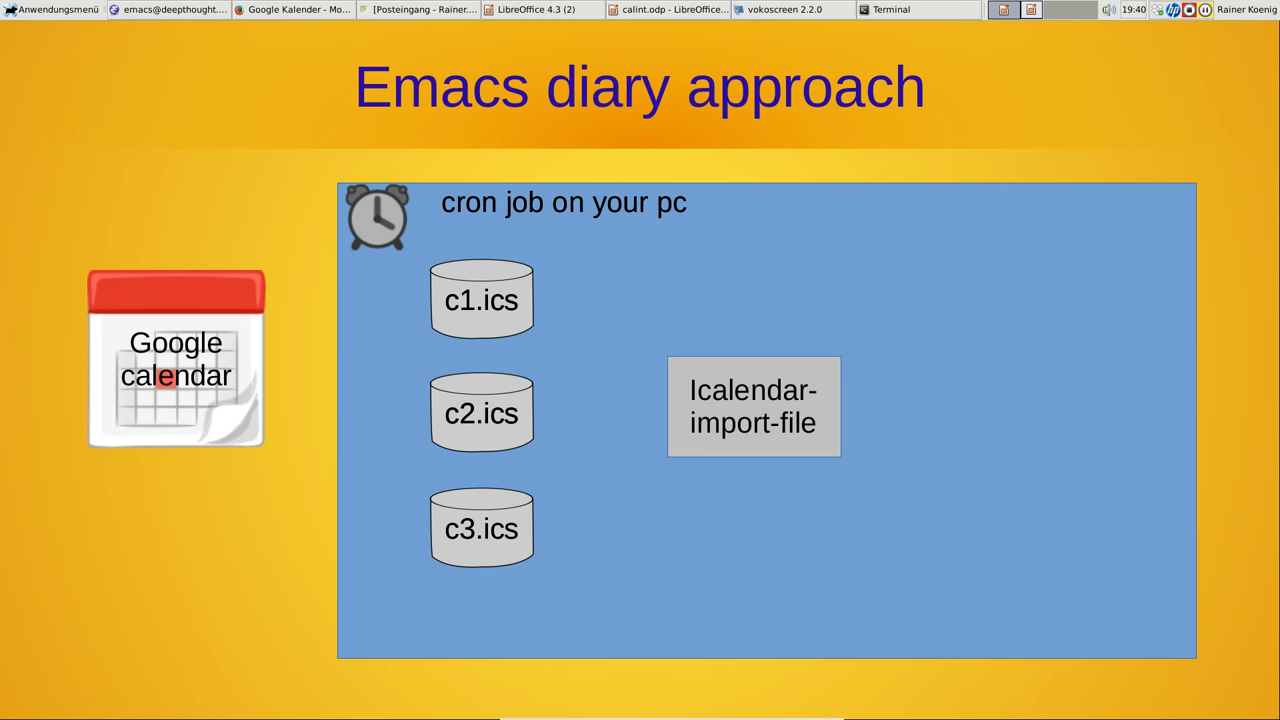 Anwendungsmenü
emacs@deepthought....
Google Kalender - Mo...
[Posteingang - Rainer....
LibreOffice 4.3 (2)
calint.odp - LibreOffice...
vokoscreen 2.2.0
Terminal
19:40
hp
Rainer Koenig
Emacs diary approach
cron job on your pc
c1.ics
Google
calendar
c2.ics
Icalendar-
import-file
c3.ics